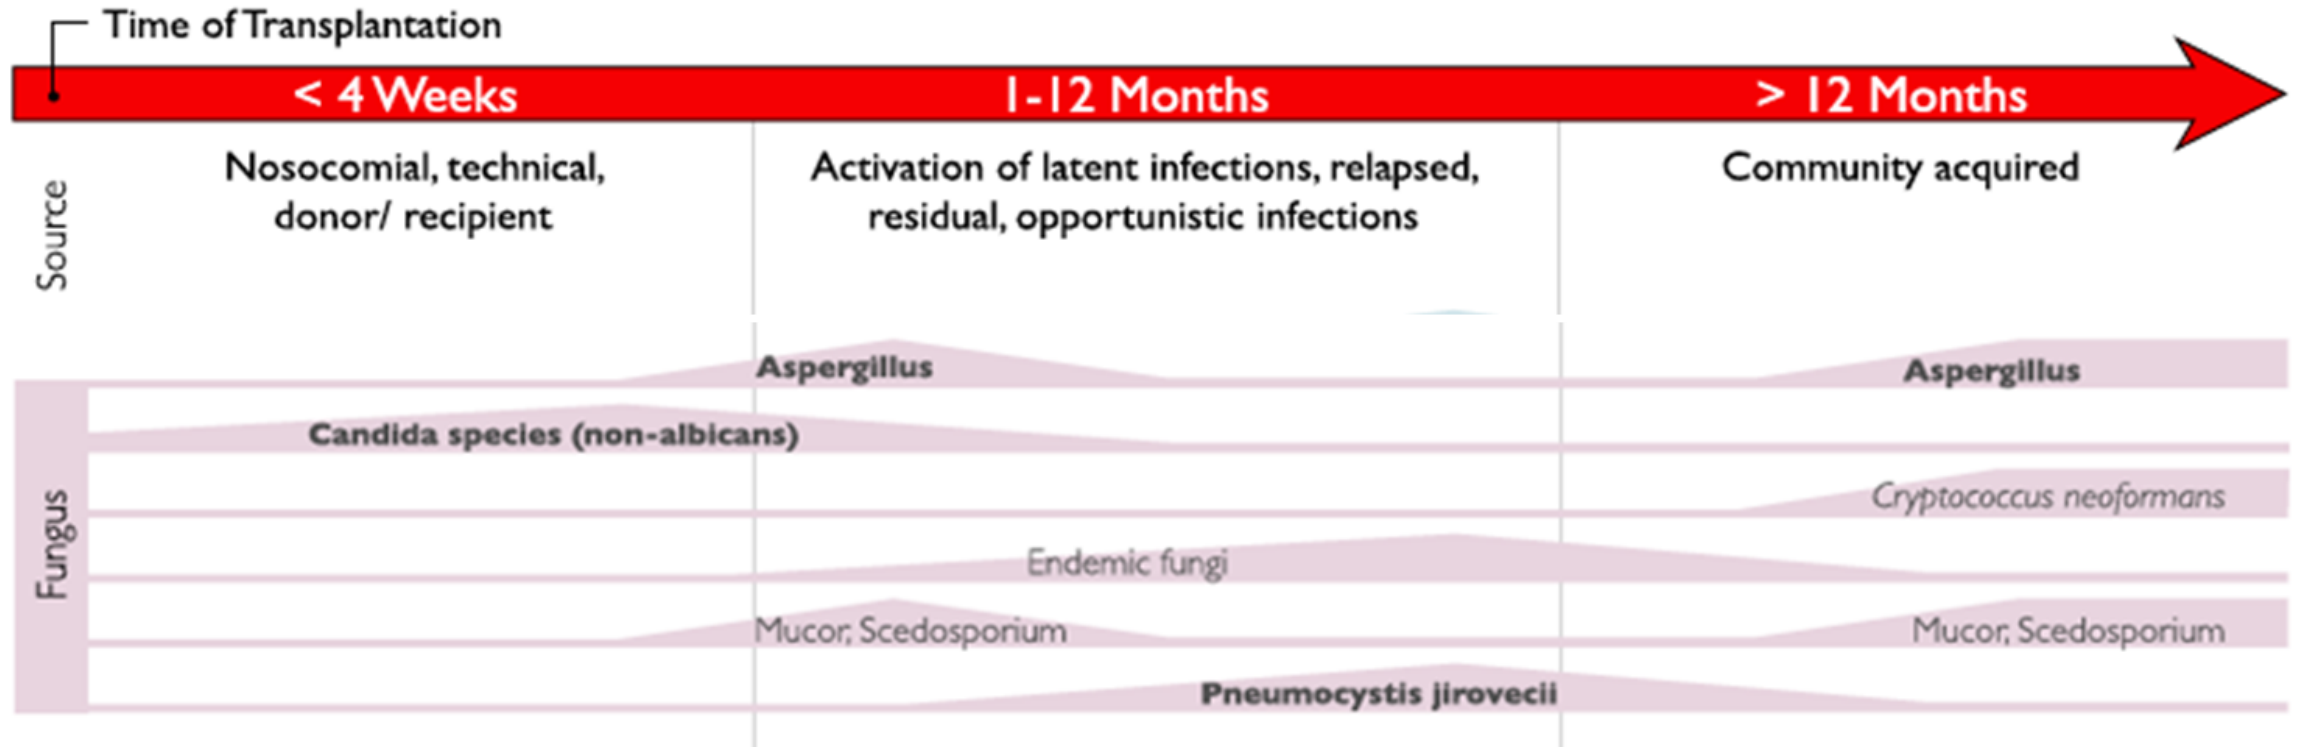 Time of Transplantation
< 4 Weeks
1-12 Months
> 12 Months
Source
Nosocomial, technical,
donor/ recipient
Activation of latent infections, relapsed,
residual, opportunistic infections
Community acquired
Fungus
Aspergillus
Aspergillus
Candida species (non-albicans)
Cryptococcus neoformans
Endemic fungi
Mucor, Scedosporium
Mucor, Scedosporium
Pneumocystis jirovecii